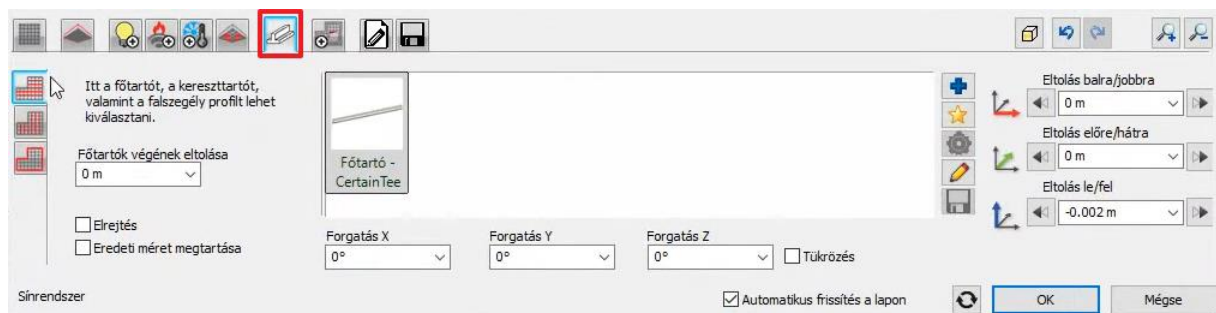 Itt a főtartót, a kereszttartót,
valamint a falszegély profilt lehet
kiválasztani.
Főtartók végének eltolása
0 m
Elrejtés
Eredeti méret megtartása
Főtartó -
CertainTee
Forgatás X
Forgatás Y
Forgatás Z
0°
0°
0°
Tükrözés
Eltolás balra/jobbra
0 m
Eltolás előre/hátra
0 m
Eltolás le/fel
-0.002 m
Sínrendszer
Automatikus frissítés a lapon
OK
Mégse